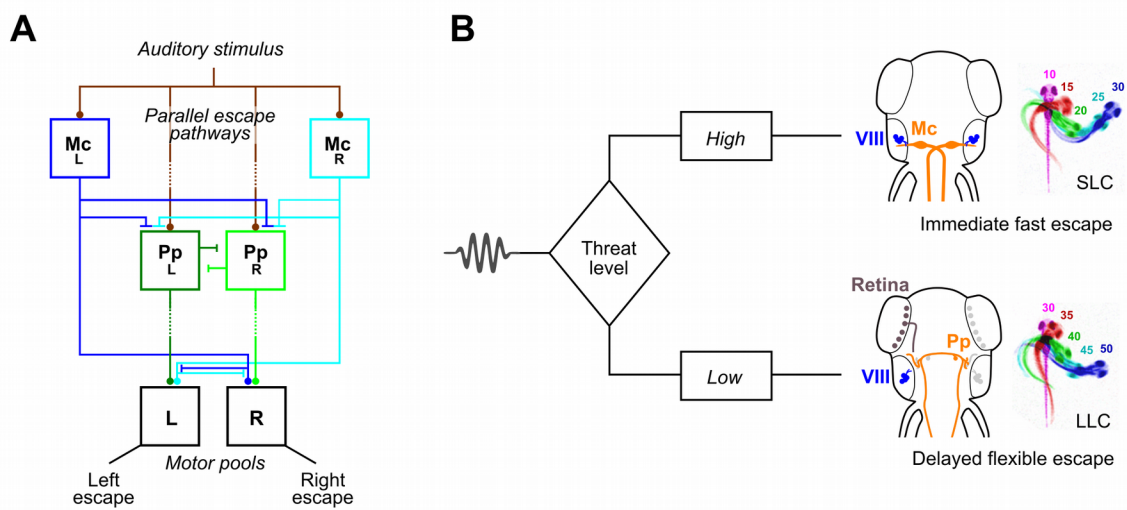 A
Auditory stimulus
Parallel escape
pathways
Mc
L
Mc
R
Pp
L
Pp
R
L
R
Motor pools
Left
escape
Right
escape
B
Threat
level
High
VIII
Mc
10
15
20
25
30
SLC
Immediate fast escape
Low
Retina
Pp
VIII
30
35
40
45
50
LLC
Delayed flexible escape